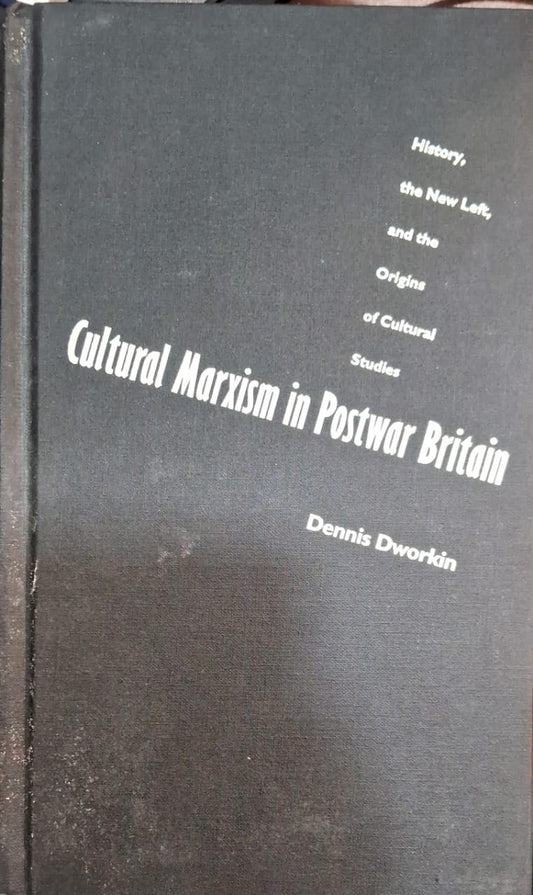 History,
the New Left,
and the
Origins
of Cultural
Studies
Cultural Marxism in Postwar Britain
Dennis Dworkin